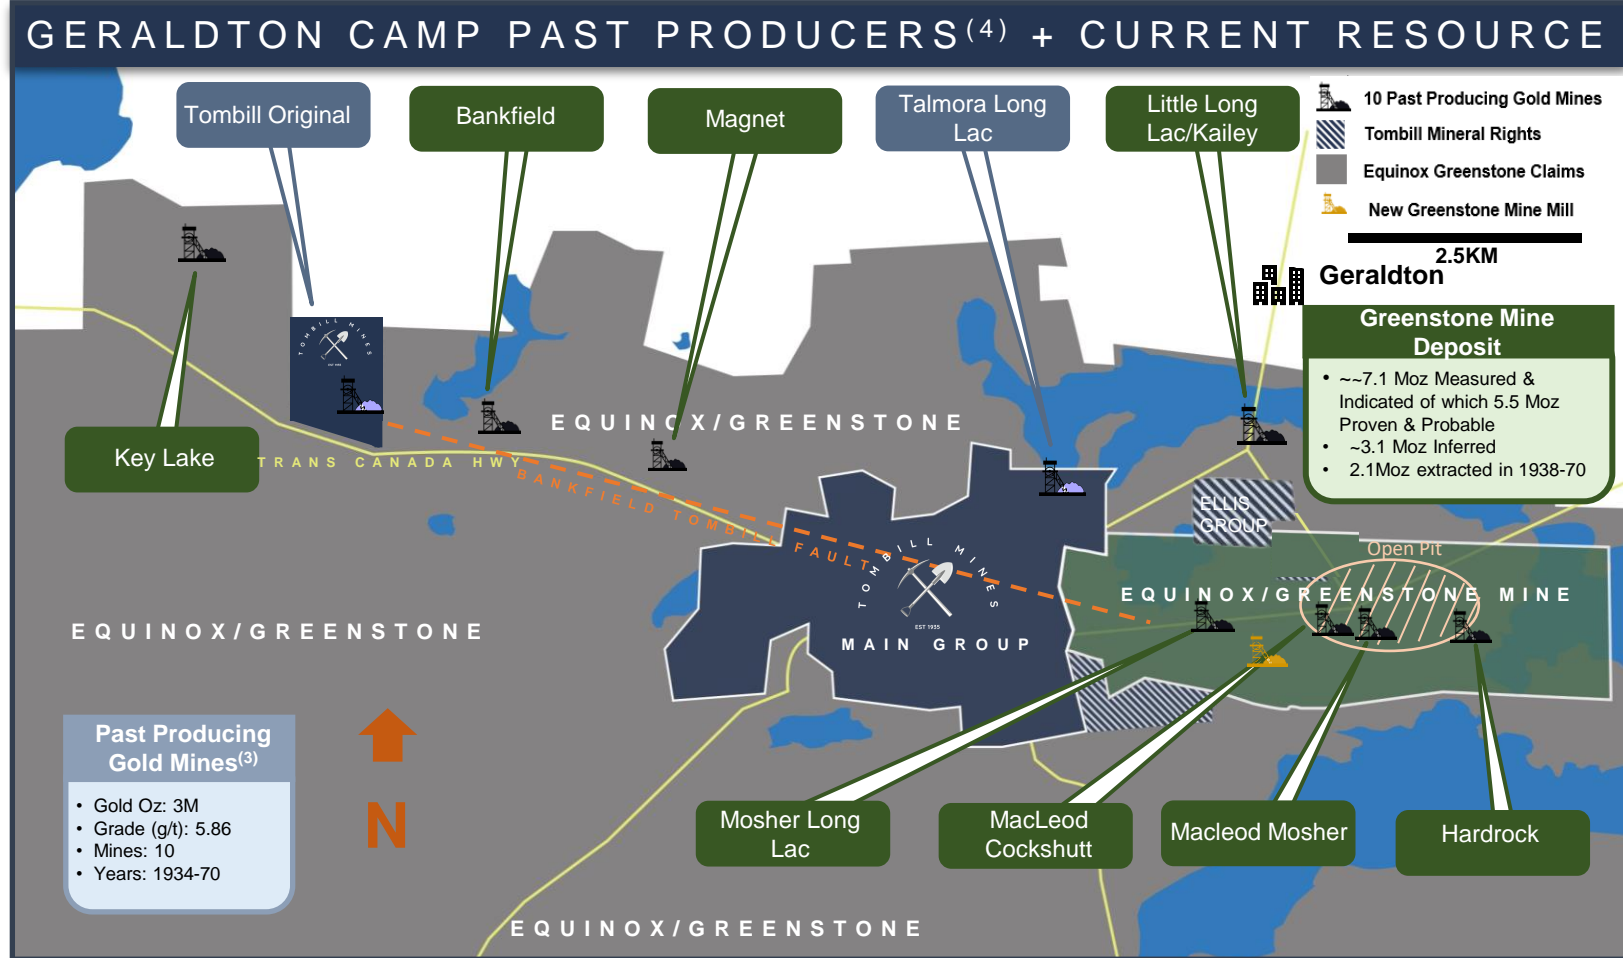 GERALDTON CAMP PAST PRODUCERS(4) + CURRENT RESOURCE
Tombill Original
Bankfield
Magnet
Talmora Long
Lac
Little Long
Lac/Kailey
10 Past Producing Gold Mines
Tombill Mineral Rights
Equinox Greenstone Claims
New Greenstone Mine Mill
2.5KM
Geraldton
Greenstone Mine
Deposit
• ~~7.1 Moz Measured &
Indicated of which 5.5 Moz
Proven & Probable
• ~3.1 Moz Inferred
• 2.1Moz extracted in 1938-70
TOMBILL MINES
EST 1935
EQUINOX/GREENSTONE
Key Lake
TRANS CANADA HWY
BANKFIELD TOMBILL FAULT
ELLIS
GROUP
Open Pit
TOMBILL MINES
EST 1935
MAIN GROUP
EQUINOX/GREENSTONE MINE
EQUINOX/GREENSTONE
Past Producing
Gold Mines(3)
• Gold Oz: 3M
• Grade (g/t): 5.86
• Mines: 10
• Years: 1934-70
N
Mosher Long
Lac
MacLeod
Cockshutt
Macleod Mosher
Hardrock
EQUINOX/GREENSTONE